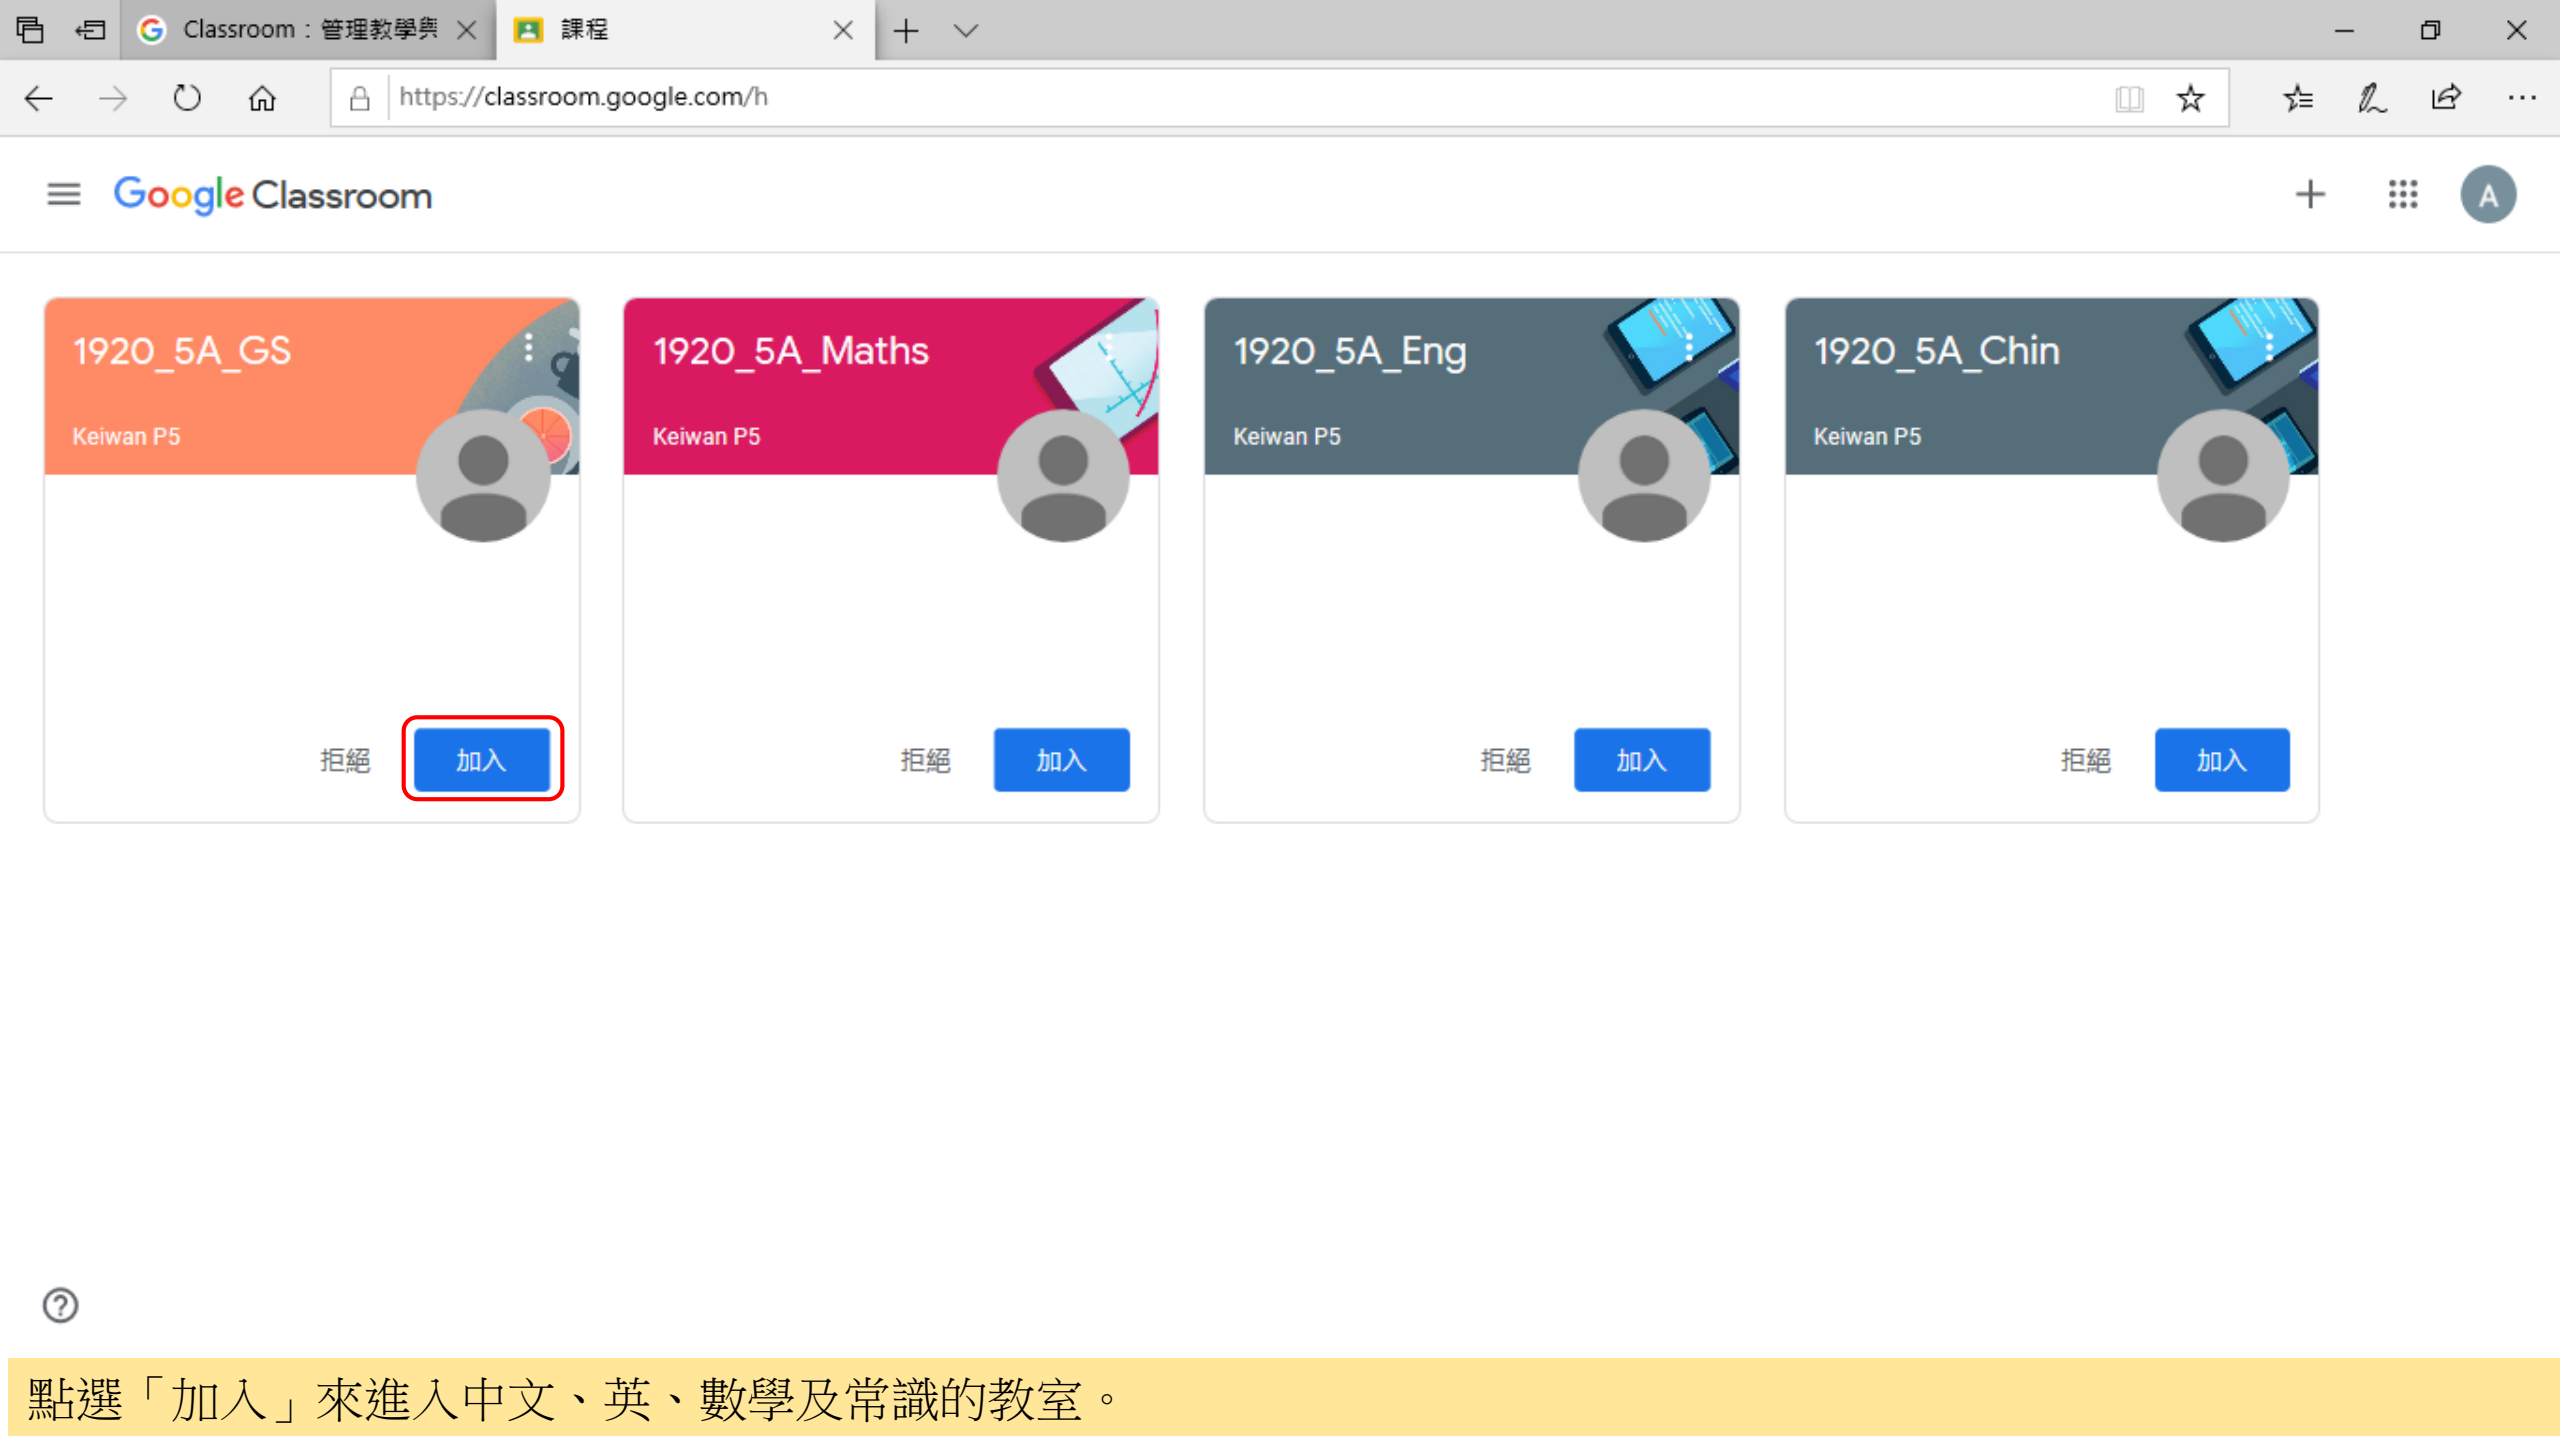 Classroom：管理教學與
課程
https://classroom.google.com/h
Google Classroom
A
1920_5A_GS
Keiwan P5
拒絕
加入
1920_5A_Maths
Keiwan P5
拒絕
加入
1920_5A_Eng
Keiwan P5
拒絕
加入
1920_5A_Chin
Keiwan P5
拒絕
加入
點選「加入」來進入中文、英、數學及常識的教室。